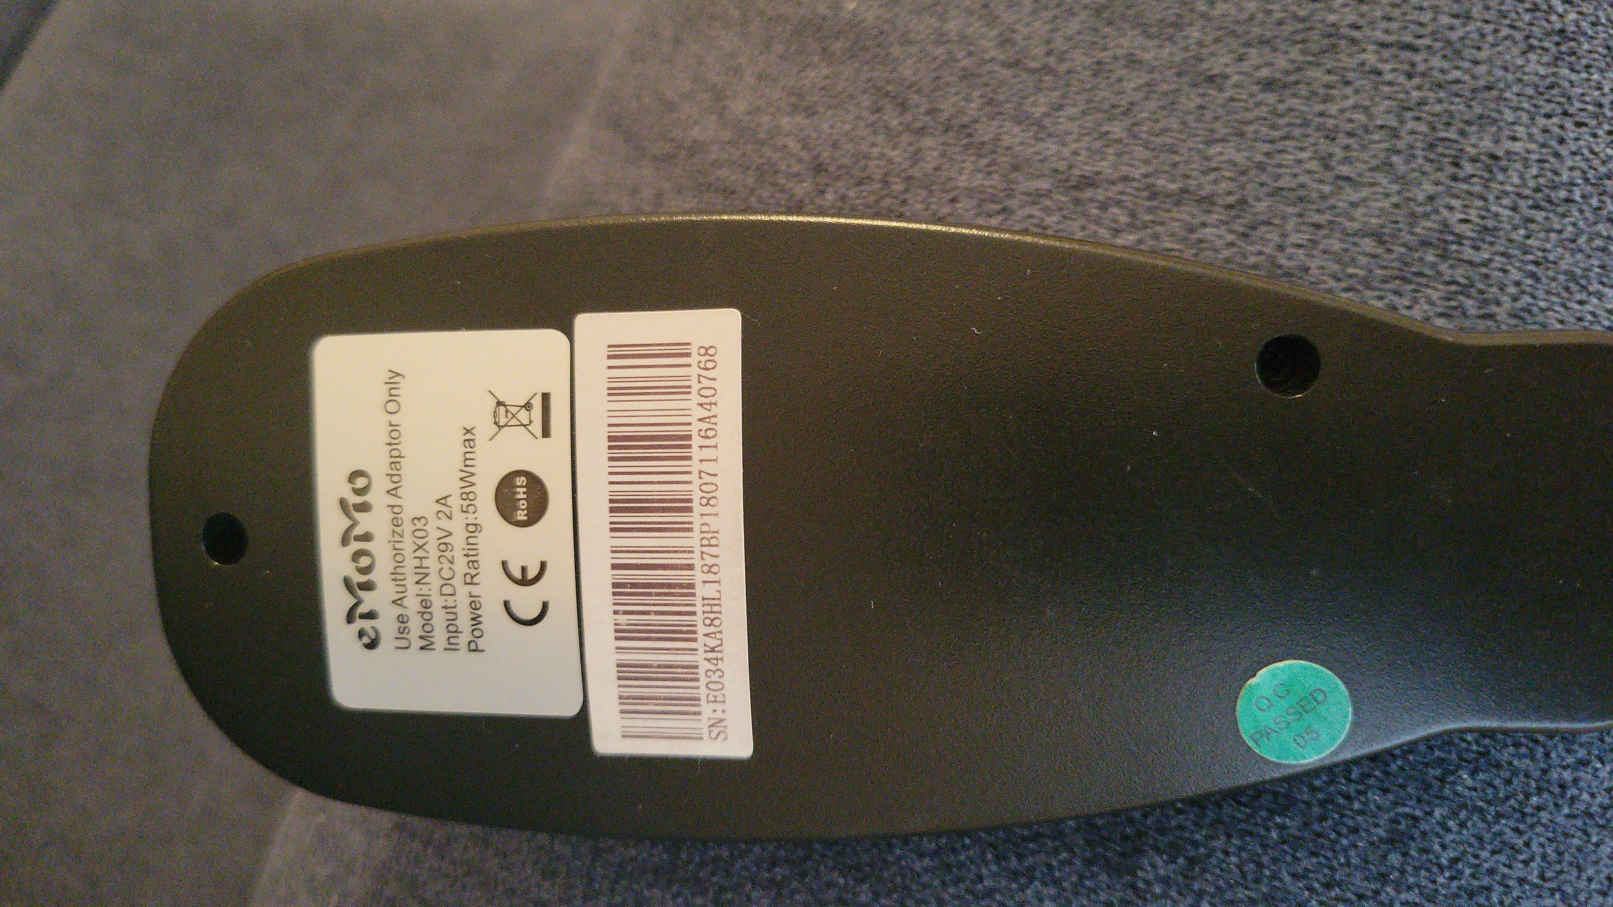 eMoMo
Use Authorized Adaptor Only
Model:NHX03
Input:DC29V 2A
Power Rating:58Wmax
CE RoHS
SN:E034KA8HL187BP1807116A40768
QC
PASSED
05